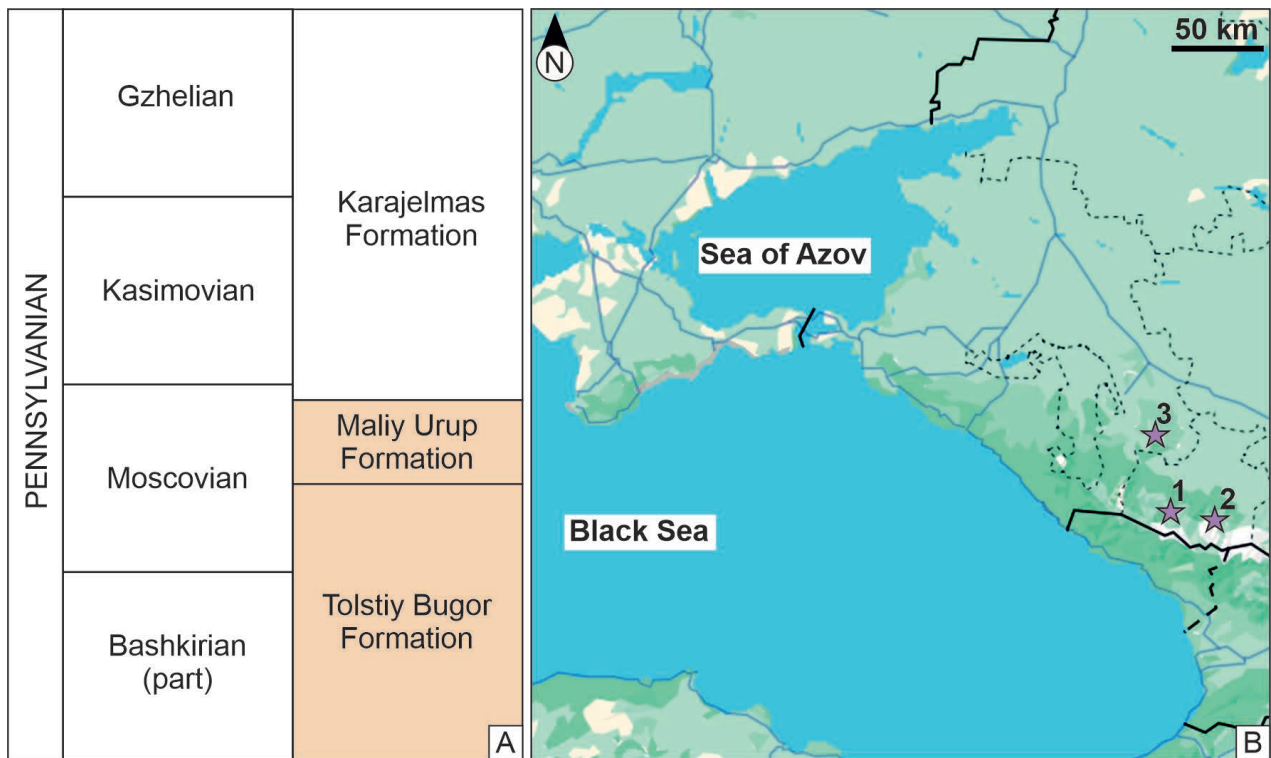 PENNSYLVANIAN
Gzhelian
Kasimovian
Moscovian
Bashkirian
(part)
Karajelmas
Formation
Maliy Urup
Formation
Tolstiy Bugor
Formation
A
N
50 km
Sea of Azov
Black Sea
3
1
2
B